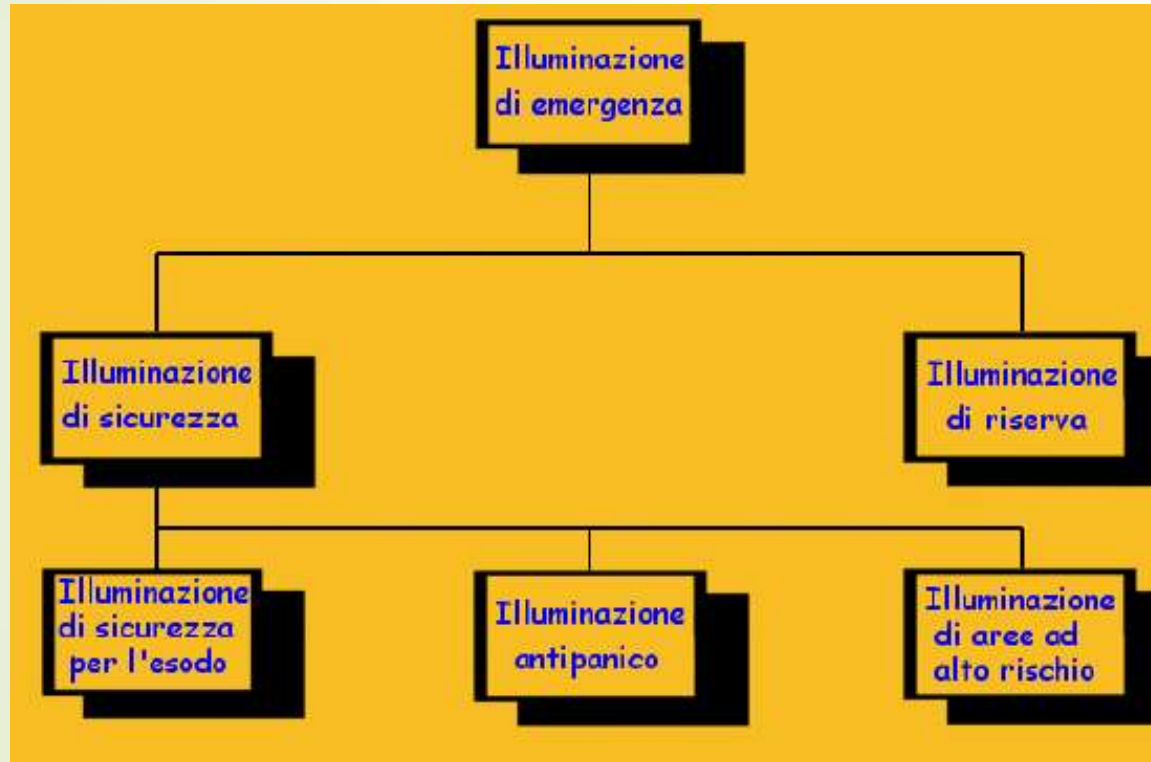 Illuminazione
di emergenza
Illuminazione
di sicurezza
Illuminazione
di riserva
Illuminazione
di sicurezza
per l'esodo
Illuminazione
antipanico
Illuminazione
di aree ad
alto rischio